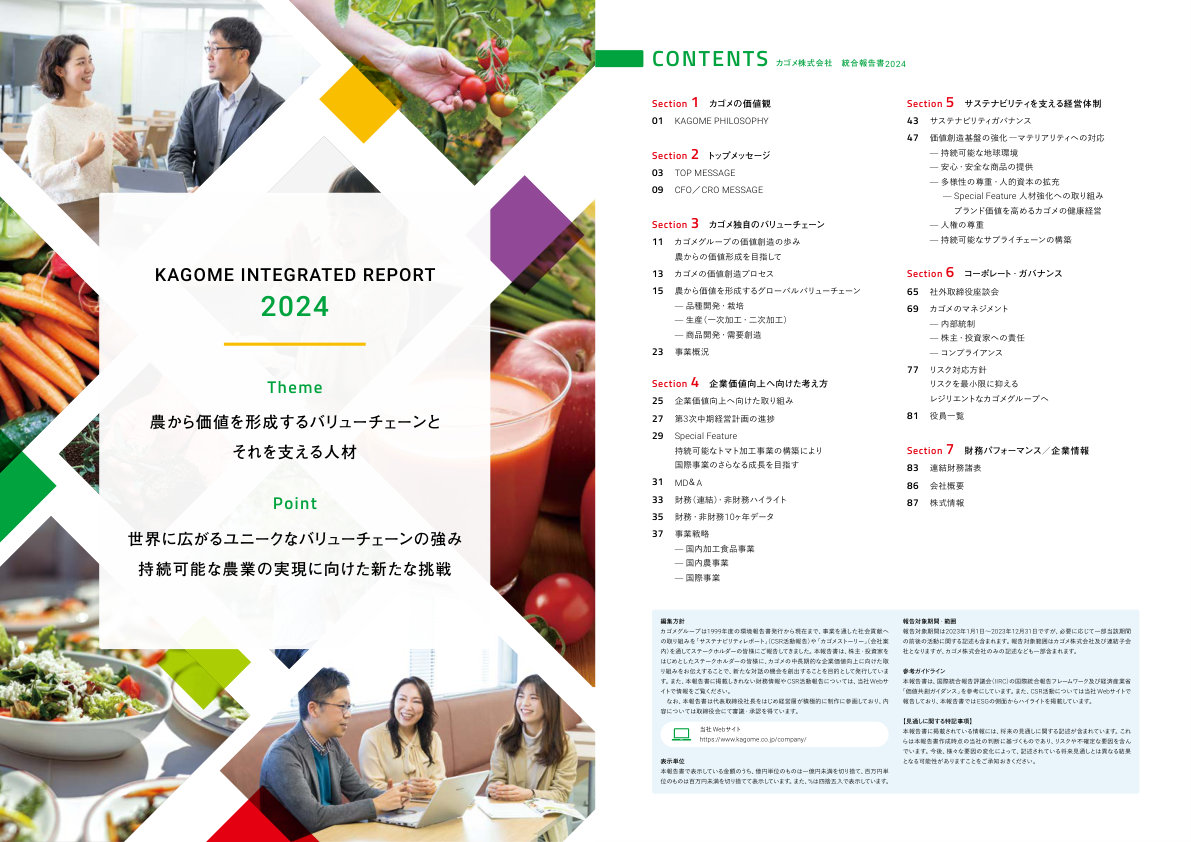 KAGOME INTEGRATED REPORT
2024
Theme
農から価値を形成するバリューチェーンと
それを支える人材
Point
世界に広がるユニークなバリューチェーンの強み
持続可能な農業の実現に向けた新たな挑戦
CONTENTS カゴメ株式会社 統合報告書2024
Section 1 カゴメの価値観
01 KAGOME PHILOSOPHY
Section 2 トップメッセージ
03 TOP MESSAGE
09 CFO／CRO MESSAGE
Section 3 カゴメ独自のバリューチェーン
11 カゴメグループの価値創造の歩み
農からの価値形成を目指して
13 カゴメの価値創造プロセス
15 農から価値を形成するグローバルバリューチェーン
— 品種開発・栽培
— 生産（一次加工・二次加工）
— 商品開発・需要創造
23 事業概況
Section 4 企業価値向上へ向けた考え方
25 企業価値向上へ向けた取り組み
27 第3次中期経営計画の進捗
29 Special Feature
持続可能なトマト加工事業の構築により
国際事業のさらなる成長を目指す
31 MD＆A
33 財務（連結）・非財務ハイライト
35 財務・非財務10ヶ年データ
37 事業戦略
— 国内加工食品事業
— 国内農事業
— 国際事業
Section 5 サステナビリティを支える経営体制
43 サステナビリティガバナンス
47 価値創造基盤の強化 ―マテリアリティへの対応
— 持続可能な地球環境
— 安心・安全な商品の提供
— 多様性の尊重・人的資本の拡充
— Special Feature 人材強化への取り組み
ブランド価値を高めるカゴメの健康経営
— 人権の尊重
— 持続可能なサプライチェーンの構築
Section 6 コーポレート・ガバナンス
65 社外取締役座談会
69 カゴメのマネジメント
— 内部統制
— 株主・投資家への責任
— コンプライアンス
77 リスク対応方針
リスクを最小限に抑える
レジリエントなカゴメグループへ
81 役員一覧
Section 7 財務パフォーマンス／企業情報
83 連結財務諸表
86 会社概要
87 株式情報
編集方針
カゴメグループは1999年度の環境報告書発行から現在まで、事業を通した社会貢献へ
の取り組みを「サステナビリティレポート」（CSR活動報告）や「カゴメストーリー」（会社案
内）を通してステークホルダーの皆様にご報告してきました。本報告書は、株主・投資家を
はじめとしたステークホルダーの皆様に、カゴメの中長期的な企業価値向上に向けた取
り組みをお伝えすることで、新たな対話の機会を創出することを目的として発行していま
す。また、本報告書に掲載しきれない財務情報やCSR活動報告については、当社Webサ
イトで情報をご覧ください。
なお、本報告書は代表取締役社長をはじめ経営層が積極的に制作に参画しており、内
容については取締役会にて審議・承認を得ています。
当社 Webサイト
https://www.kagome.co.jp/company/
表示単位
本報告書で表示している金額のうち、億円単位のものは一億円未満を切り捨て、百万円単
位のものは百万円未満を切り捨てて表示しています。また、％は四捨五入で表示しています。
報告対象期間・範囲
報告対象期間は2023年1月1日～2023年12月31日ですが、必要に応じて一部当該期間
の前後の活動に関する記述も含まれます。報告対象範囲はカゴメ株式会社及び連結子会
社となりますが、カゴメ株式会社のみの記述なども一部含まれます。
参考ガイドライン
本報告書は、国際統合報告評議会（IIRC）の国際統合報告フレームワーク及び経済産業省
「価値協創ガイダンス」を参考にしています。また、CSR活動については当社Webサイトで
報告しており、本報告書ではESGの側面からハイライトを掲載しています。
【見通しに関する特記事項】
本報告書に掲載されている情報には、将来の見通しに関する記述が含まれています。これ
らは本報告書作成時点の当社の判断に基づくものであり、リスクや不確定な要因を含ん
でいます。今後、様々な要因の変化によって、記述されている将来見通しとは異なる結果
となる可能性がありますことをご承知おきください。